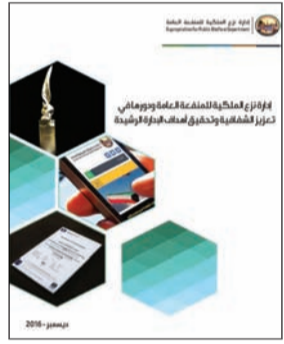 إدارة نزع الملكية للمنفعة العامة
Expropriation for Public Welfare Department
إدارة نزع الملكية للمنفعة العامة ودورها في
تعزيز الشفافية وتحقيق أهداف الإدارة الرشيدة
ديسمبر - 2016